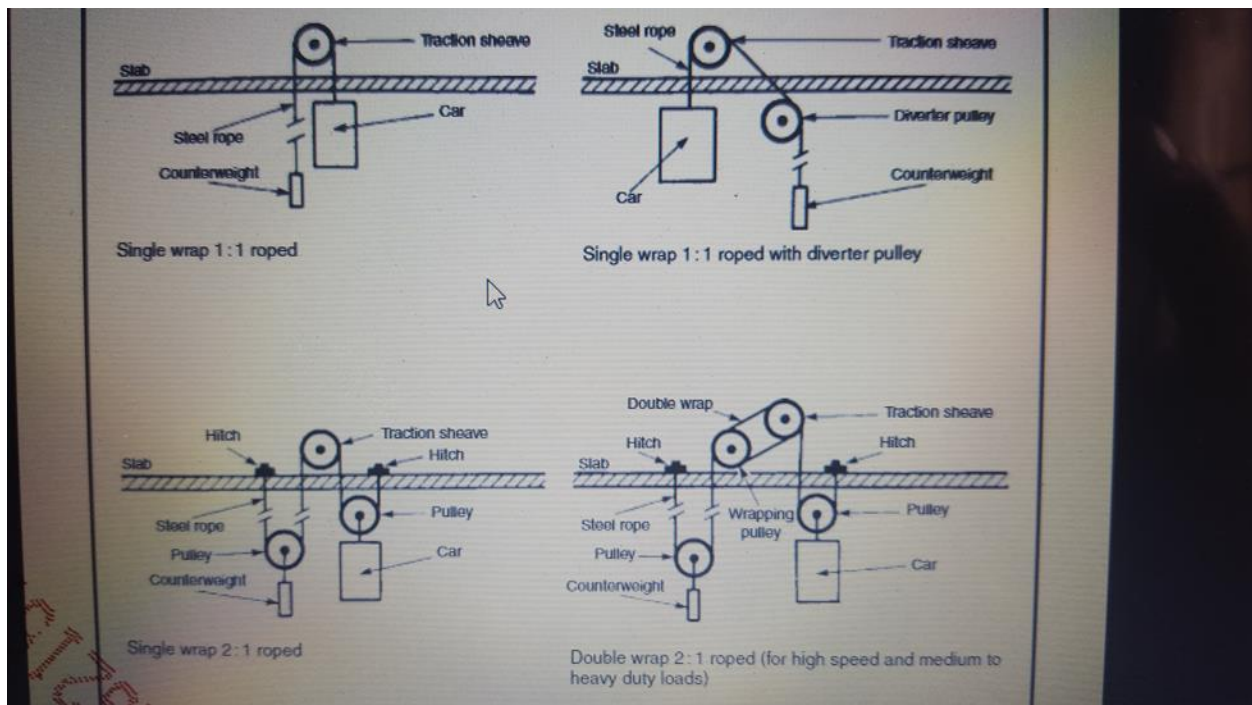 Traction sheave
Slab
Car
Steel rope
Counterweight
Single wrap 1:1 roped
Steel rope
Traction sheave
Slab
Diverter pulley
Counterweight
Car
Single wrap 1:1 roped with diverter pulley
Hitch
Traction sheave
Hitch
Slab
Steel rope
Pulley
Pulley
Car
Counterweight
Single wrap 2:1 roped
Double wrap
Traction sheave
Hitch
Hitch
Slab
Steel rope
Wrapping
pulley
Pulley
Pulley
Car
Counterweight
Double wrap 2:1 roped (for high speed and medium to
heavy duty loads)